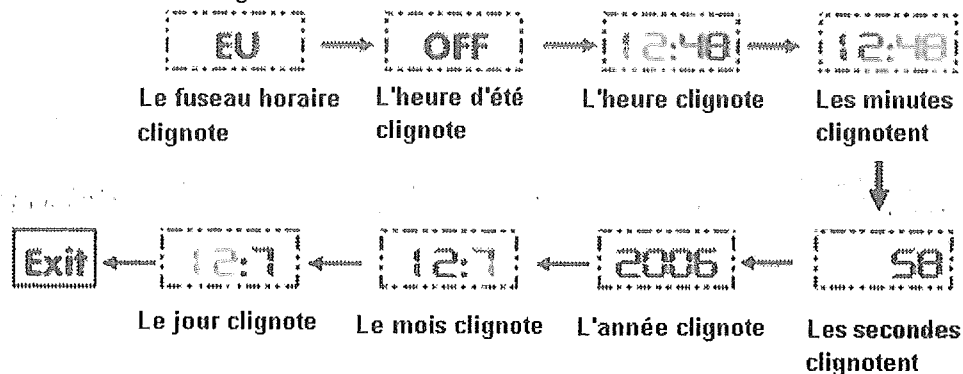 EU OFF 12:48 12:48
Le fuseau horaire
clignote
L'heure d'été
clignote
L'heure clignote
Les minutes
clignotent
Exit 12:7 12:7 2006 58
Le jour clignote
Le mois clignote
L'année clignote
Les secondes
clignotent